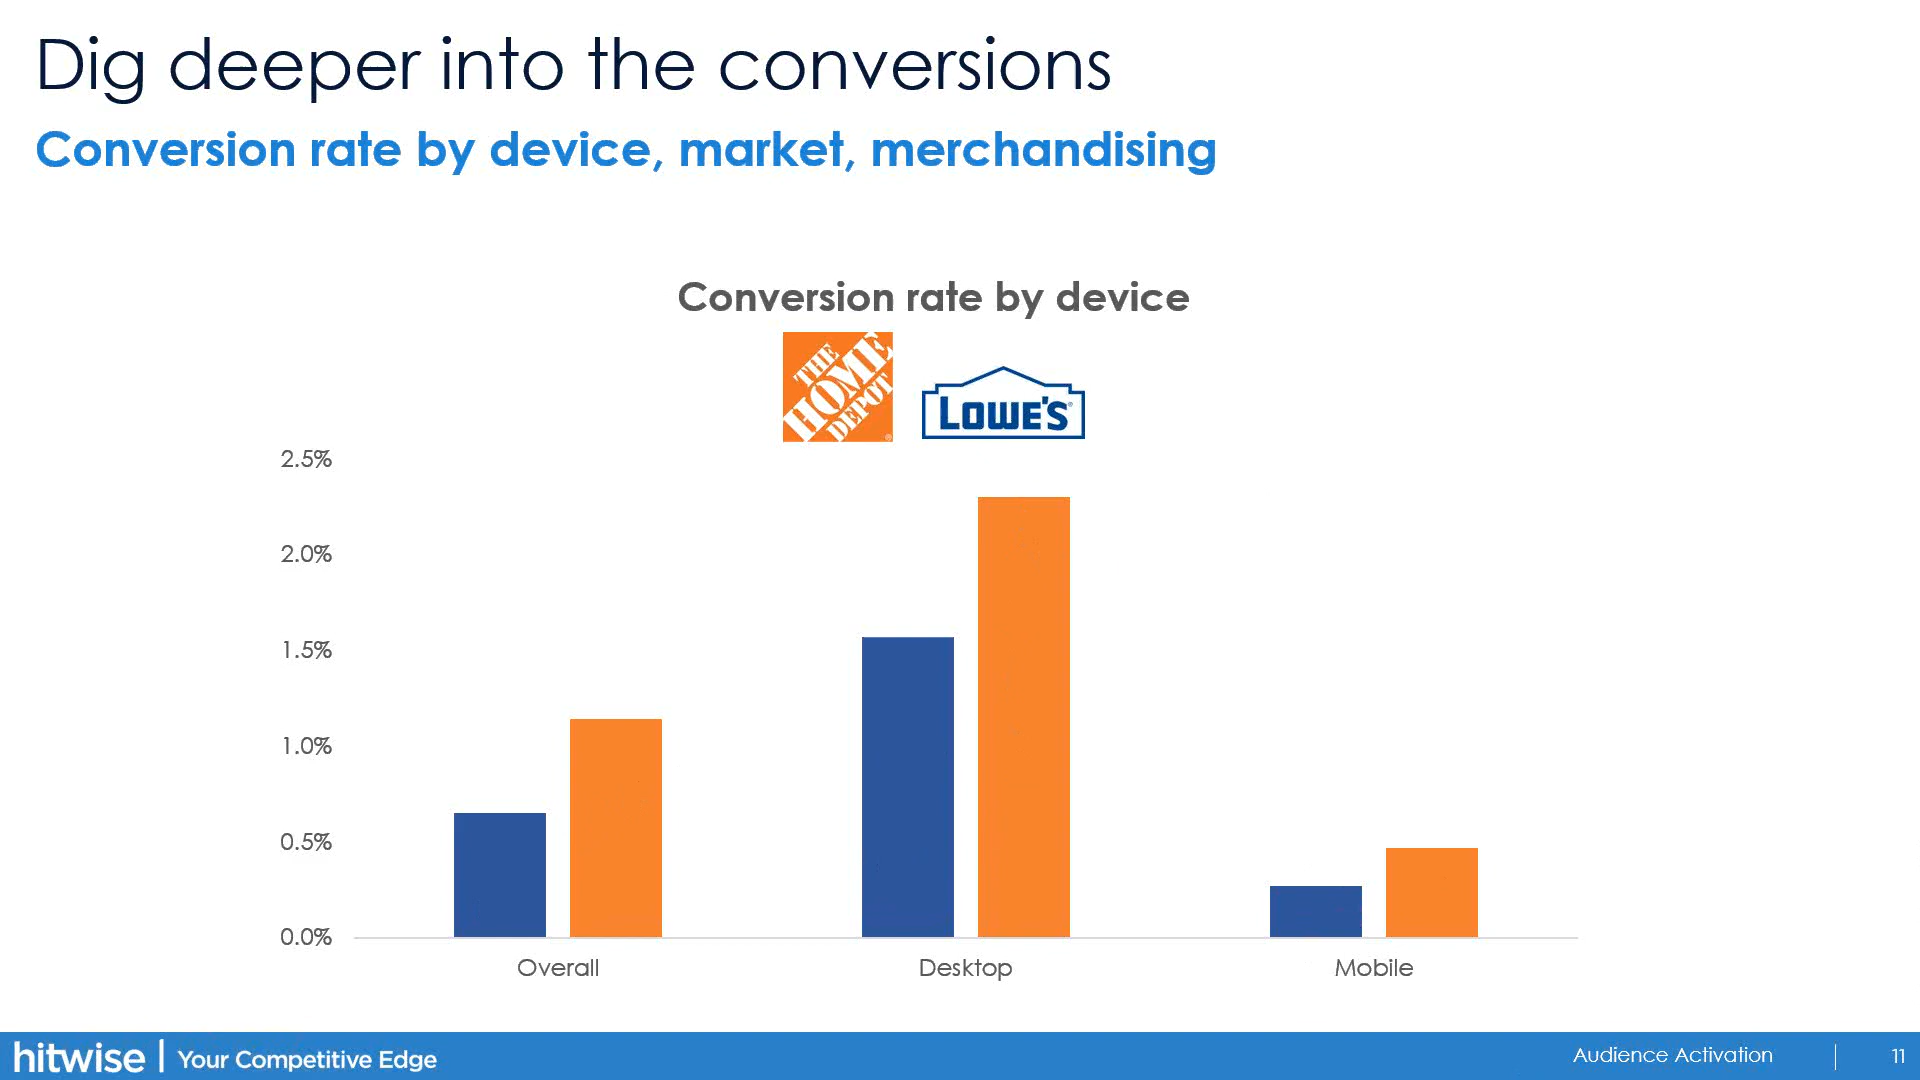 Dig deeper into the conversions
Conversion rate by device, market, merchandising
Conversion rate by device
THE
HOME
DEPOT
®
LOWE'S®
2.5%
2.0%
1.5%
1.0%
0.5%
0.0%
Overall
Desktop
Mobile
hitwise | Your Competitive Edge
Audience Activation | 11